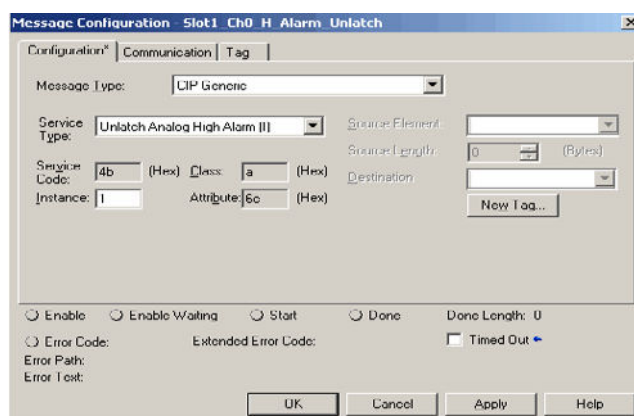 Message Configuration - Slot1_Ch0_H_Alarm_Unlatch
Configuration* Communication Tag
Message Type: CIP Generic
Service Type: Unlatch Analog High Alarm (I)
Source Element:
Source Length: 0 (Bytes)
Service Code: 4b (Hex) Class: a (Hex)
Destination
Instance: 1 Attribute: 6c (Hex)
New Tag...
Enable Enable Waiting Start Done Done Length: 0
Error Code: Extended Error Code: Timed Out
Error Path:
Error Text:
OK Cancel Apply Help